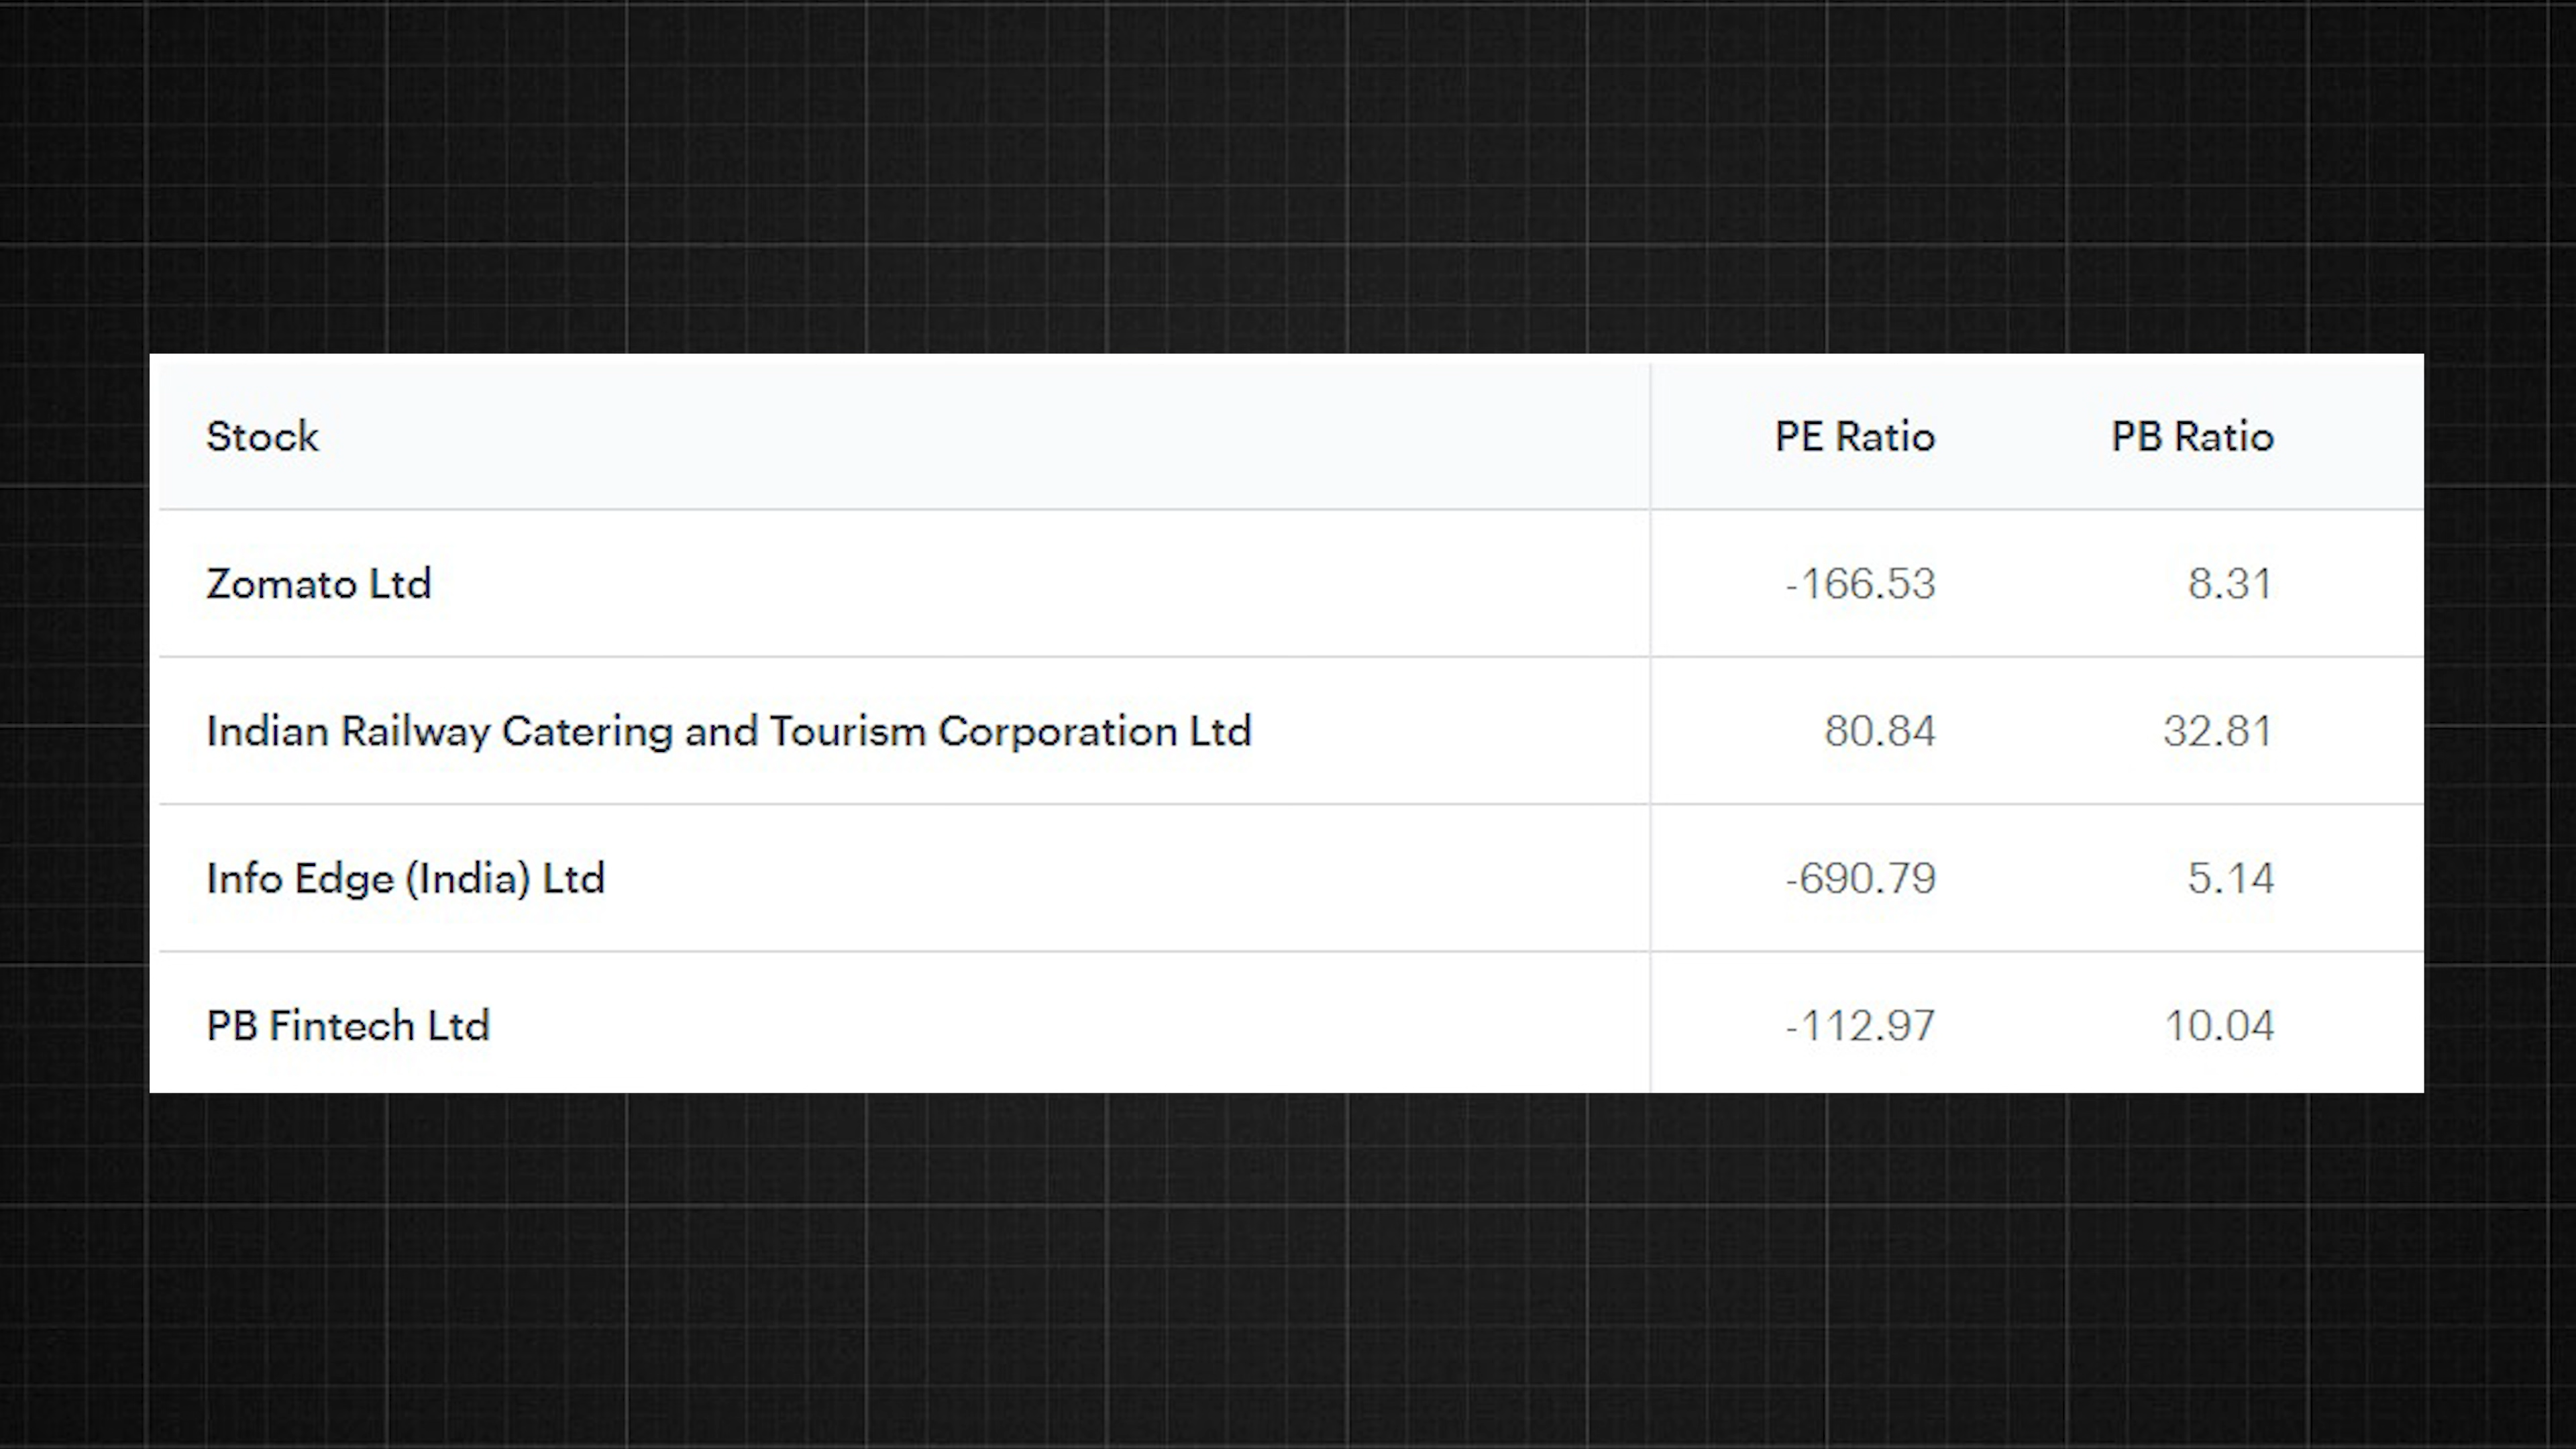 Stock PE Ratio PB Ratio
Zomato Ltd -166.53 8.31
Indian Railway Catering and Tourism Corporation Ltd 80.84 32.81
Info Edge (India) Ltd -690.79 5.14
PB Fintech Ltd -112.97 10.04